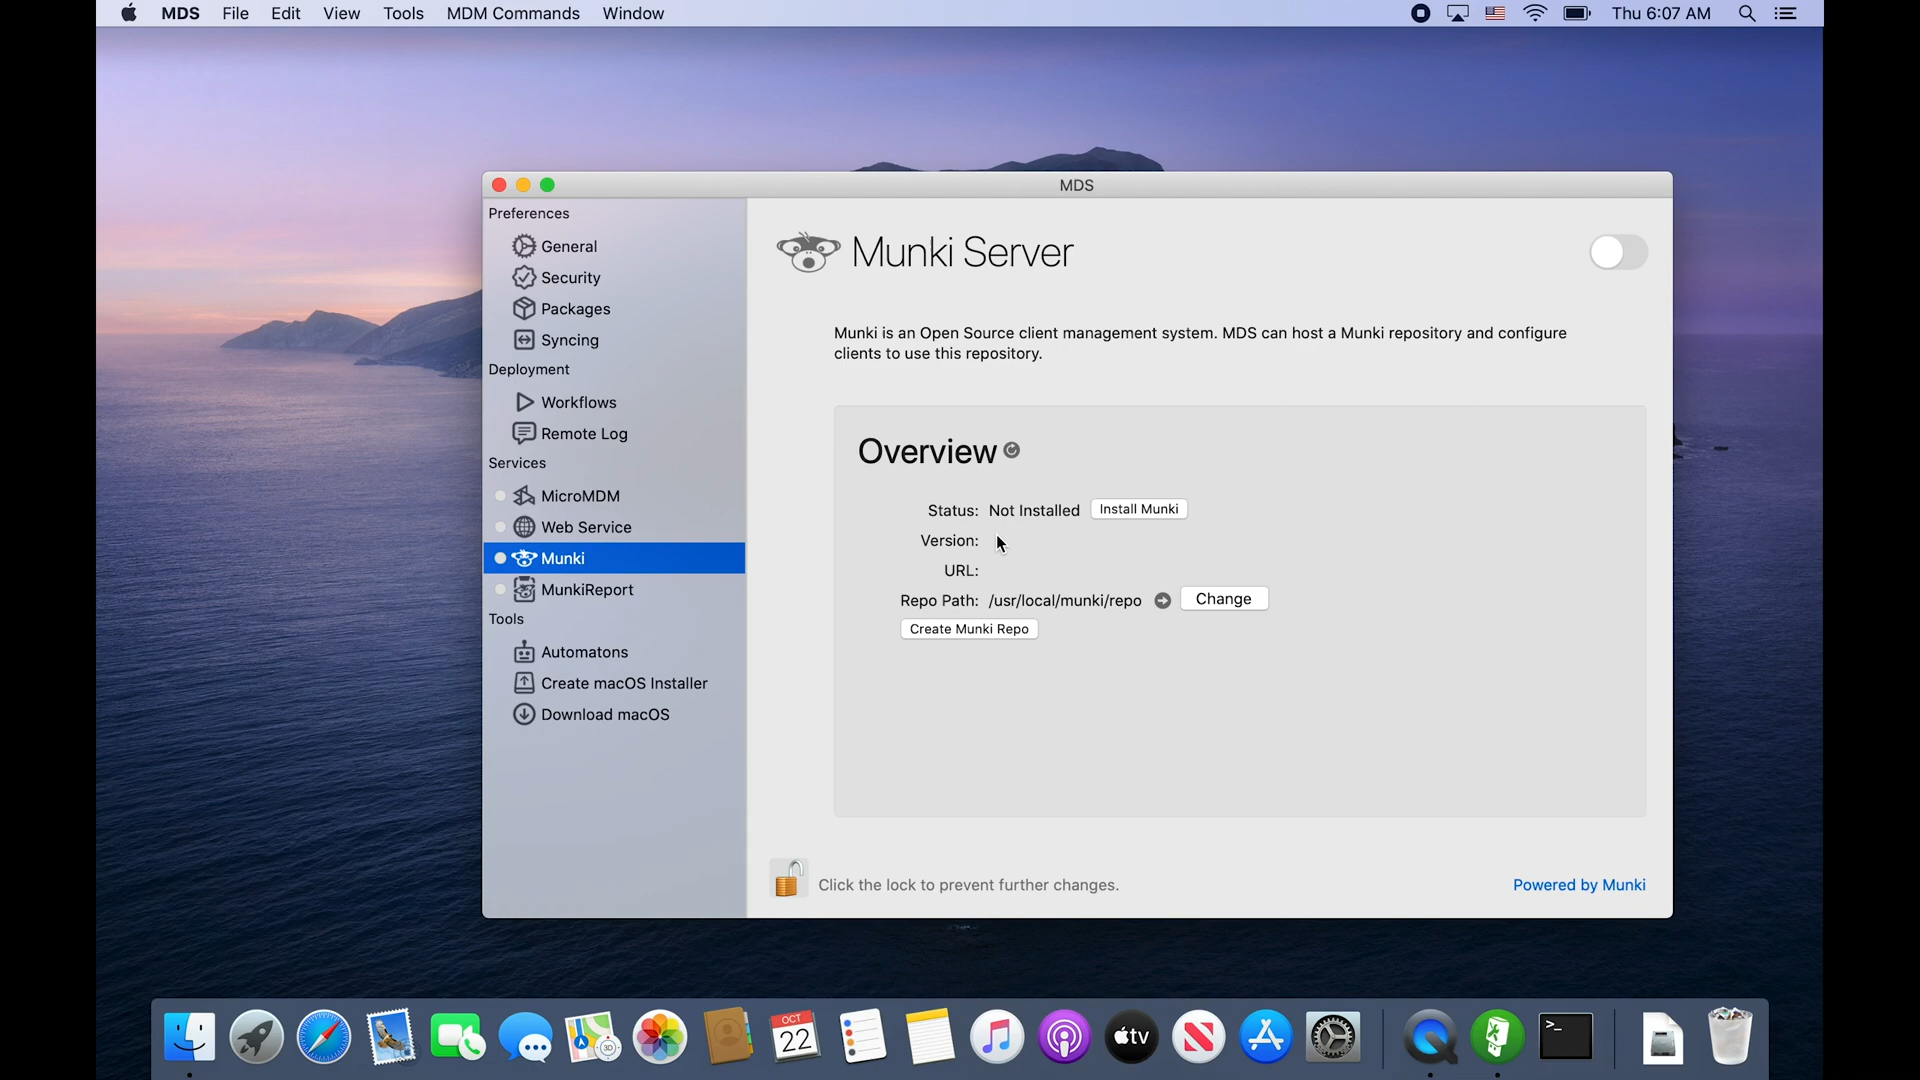 MDS File Edit View Tools MDM Commands Window Thu 6:07 AM
MDS
Preferences
General
Security
Packages
Syncing
Deployment
Workflows
Remote Log
Services
MicroMDM
Web Service
Munki
MunkiReport
Tools
Automatons
Create macOS Installer
Download macOS
Munki Server
Munki is an Open Source client management system. MDS can host a Munki repository and configure
clients to use this repository.
Overview
Status: Not Installed Install Munki
Version:
URL:
Repo Path: /usr/local/munki/repo Change
Create Munki Repo
Click the lock to prevent further changes.
Powered by Munki
3D
OCT
22
tv
>_